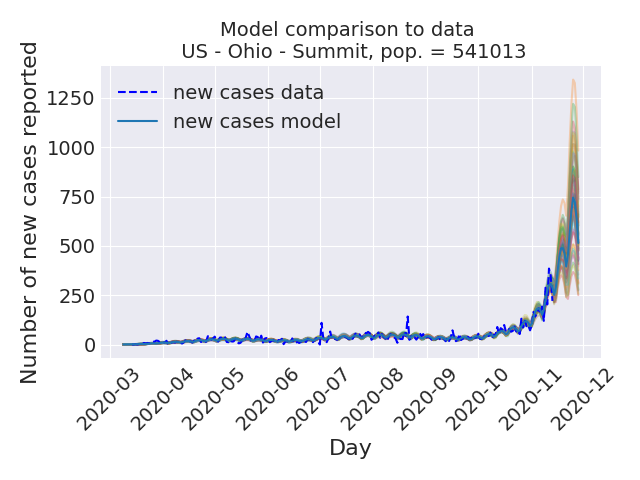 Model comparison to data
US - Ohio - Summit, pop. = 541013
Number of new cases reported
1250
1000
750
500
250
0
new cases data
new cases model
2020-03
2020-04
2020-05
2020-06
2020-07
2020-08
2020-09
2020-10
2020-11
2020-12
Day